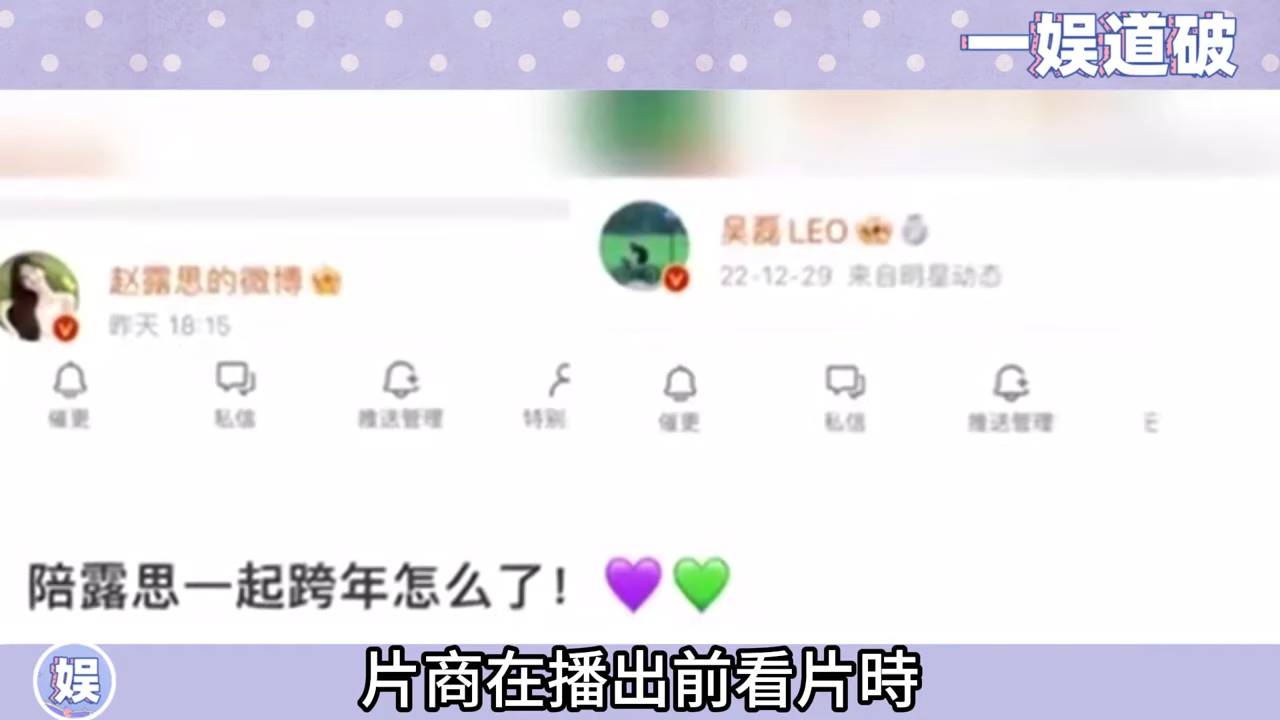 一娱道破
赵露思的微博
昨天 18:15
催更
私信
推送管理
特别
吴磊LEO
22-12-29 来自明星动态
催更
私信
推送管理
陪露思一起跨年怎么了！💜💚
娱
片商在播出前看片時